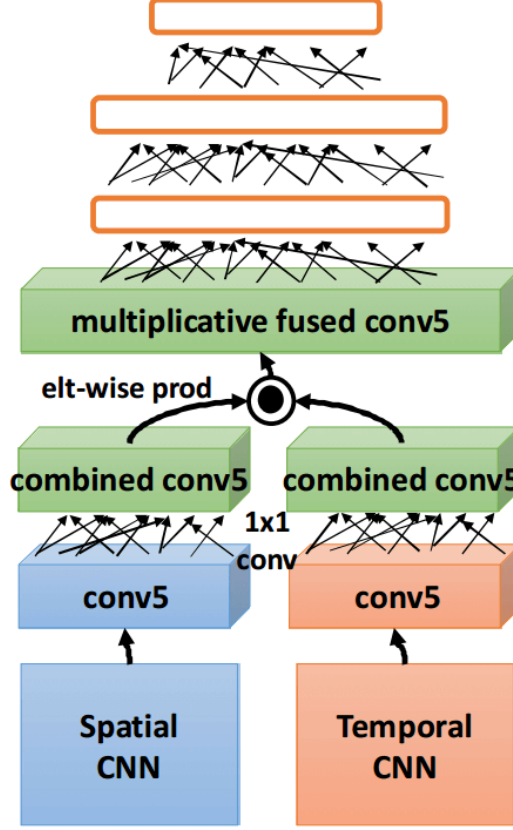 multiplicative fused conv5
elt-wise prod
combined conv5
combined conv5
1x1
conv
conv5
conv5
Spatial
CNN
Temporal
CNN